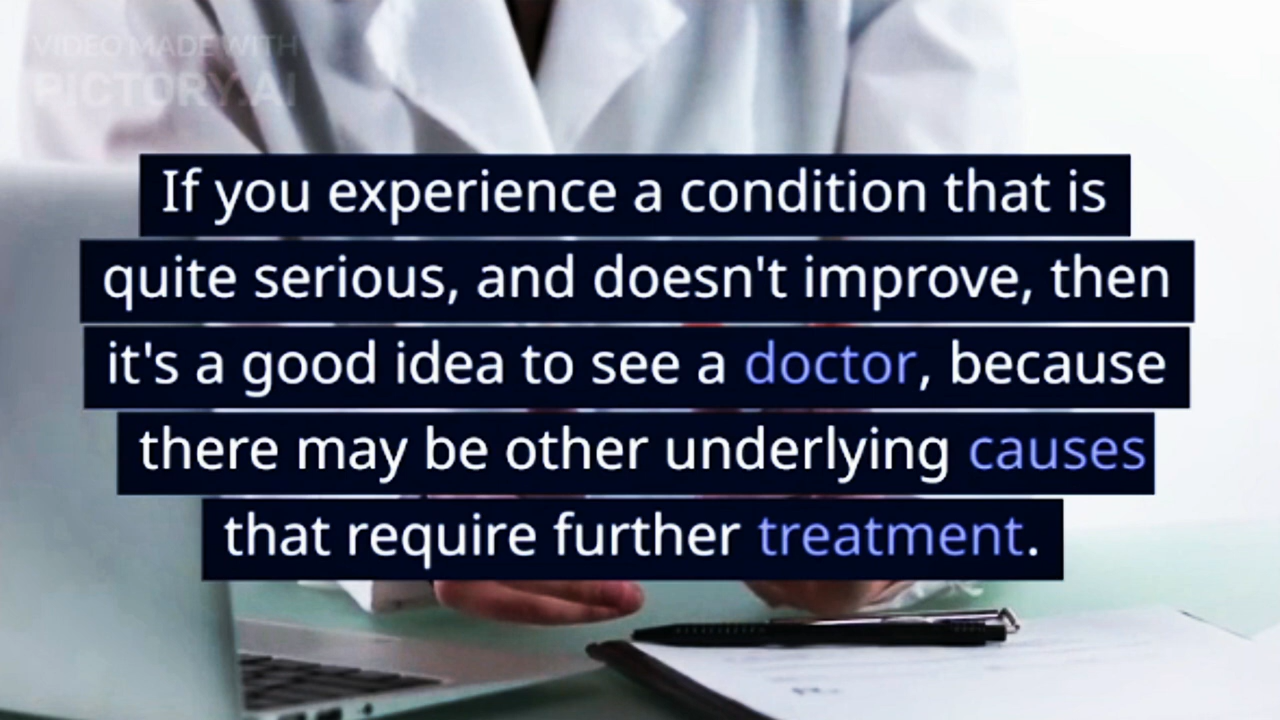 VIDEO MADE WITH
PICTORY.AI
If you experience a condition that is
quite serious, and doesn't improve, then
it's a good idea to see a doctor, because
there may be other underlying causes
that require further treatment.